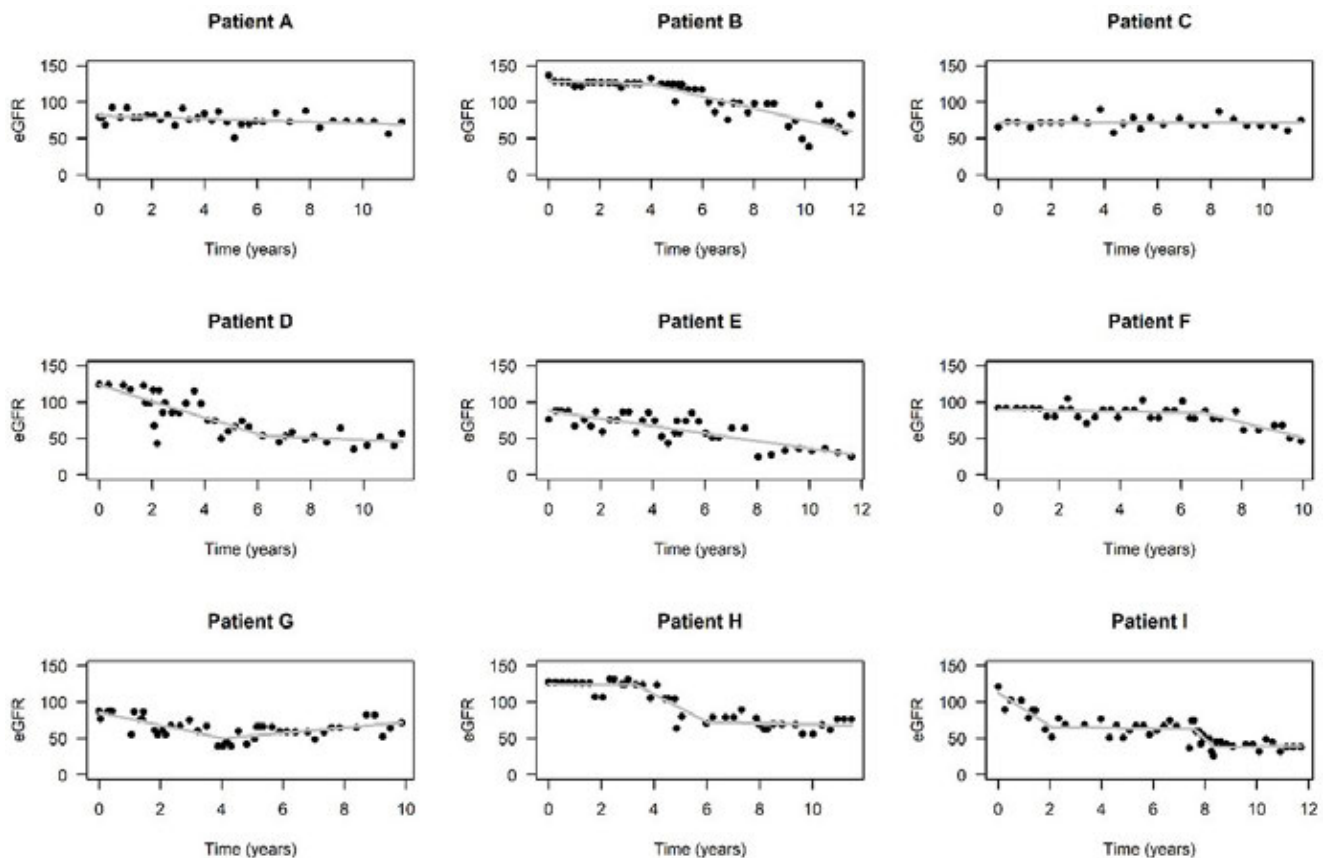 Patient A
150
100
50
0
eGFR
0 2 4 6 8 10
Time (years)
Patient B
150
100
50
0
eGFR
0 2 4 6 8 10 12
Time (years)
Patient C
150
100
50
0
eGFR
0 2 4 6 8 10
Time (years)
Patient D
150
100
50
0
eGFR
0 2 4 6 8 10
Time (years)
Patient E
150
100
50
0
eGFR
0 2 4 6 8 10 12
Time (years)
Patient F
150
100
50
0
eGFR
0 2 4 6 8 10
Time (years)
Patient G
150
100
50
0
eGFR
0 2 4 6 8 10
Time (years)
Patient H
150
100
50
0
eGFR
0 2 4 6 8 10
Time (years)
Patient I
150
100
50
0
eGFR
0 2 4 6 8 10 12
Time (years)